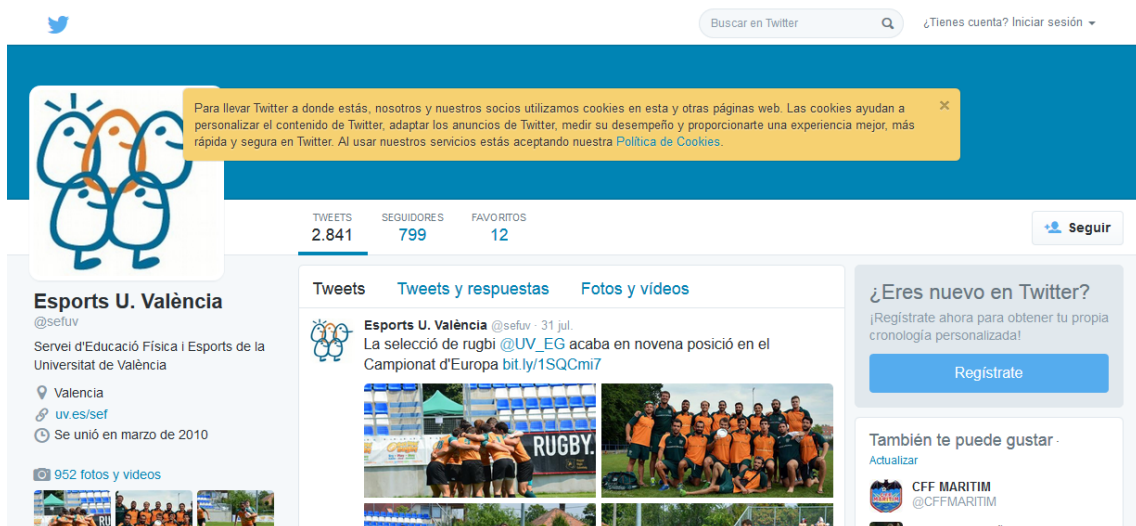 Buscar en Twitter
¿Tienes cuenta? Iniciar sesión
Para llevar Twitter a donde estás, nosotros y nuestros socios utilizamos cookies en esta y otras páginas web. Las cookies ayudan a
personalizar el contenido de Twitter, adaptar los anuncios de Twitter, medir su desempeño y proporcionarte una experiencia mejor, más
rápida y segura en Twitter. Al usar nuestros servicios estás aceptando nuestra Política de Cookies.
TWEETS SEGUIDORES FAVORITOS
2.841 799 12
Seguir
Esports U. València
@sefuv
Servei d'Educació Física i Esports de la
Universitat de València
Valencia
uv.es/sef
Se unió en marzo de 2010
952 fotos y videos
Tweets Tweets y respuestas Fotos y vídeos
Esports U. València @sefuv · 31 jul.
La selecció de rugbi @UV_EG acaba en novena posició en el
Campionat d'Europa bit.ly/1SQCmi7
RUGBY.
¿Eres nuevo en Twitter?
¡Regístrate ahora para obtener tu propia
cronología personalizada!
Regístrate
También te puede gustar ·
Actualizar
CFF MARITIM
@CFFMARITIM